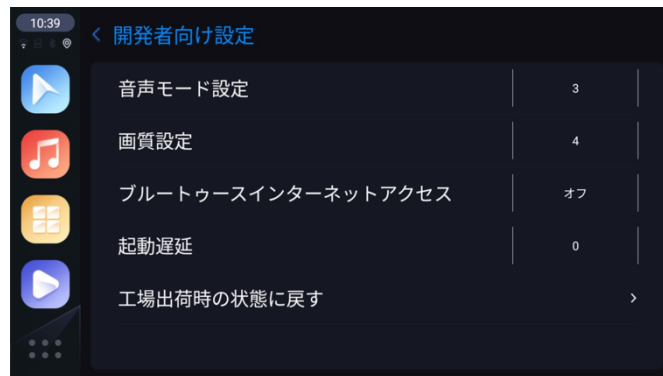 10:39
開発者向け設定
音声モード設定
3
画質設定
4
ブルートゥースインターネットアクセス
オフ
起動遅延
0
工場出荷時の状態に戻す